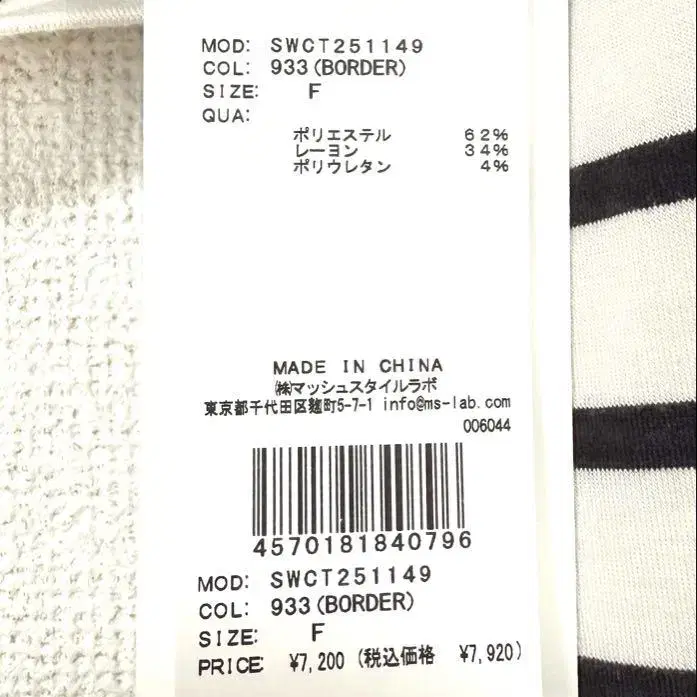 MOD: SWCT251149
COL: 933(BORDER)
SIZE: F
QUA:
ポリエステル 62%
レーヨン 34%
ポリウレタン 4%
MADE IN CHINA
㈱マッシュスタイルラボ
東京都千代田区麹町5-7-1 info@ms-lab.com
006044
4570181840796
MOD: SWCT251149
COL: 933(BORDER)
SIZE: F
PRICE ¥7,200 (税込価格 ¥7,920)